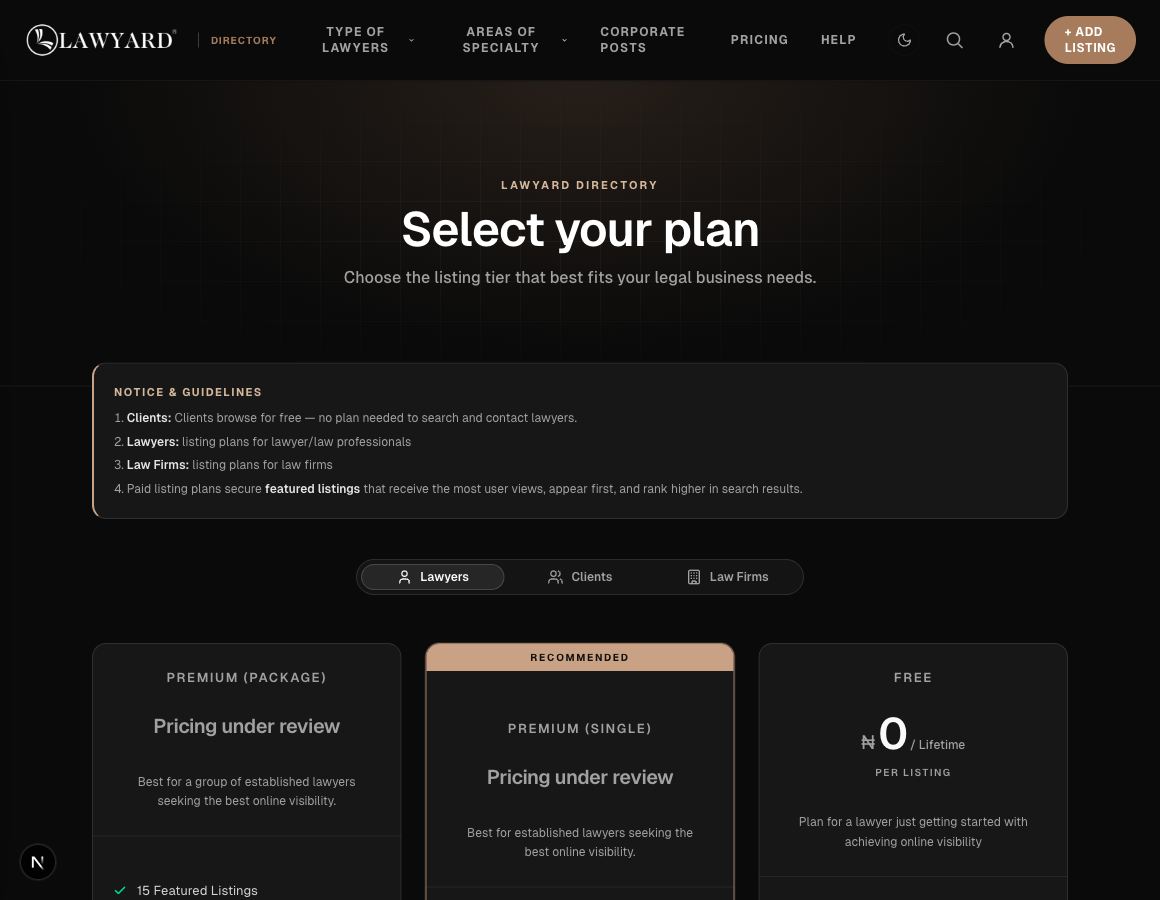 LAWYARD®
DIRECTORY
TYPE OF
LAWYERS
AREAS OF
SPECIALTY
CORPORATE
POSTS
PRICING
HELP
+ ADD
LISTING
LAWYARD DIRECTORY
Select your plan
Choose the listing tier that best fits your legal business needs.
NOTICE & GUIDELINES
1. Clients: Clients browse for free — no plan needed to search and contact lawyers.
2. Lawyers: listing plans for lawyer/law professionals
3. Law Firms: listing plans for law firms
4. Paid listing plans secure featured listings that receive the most user views, appear first, and rank higher in search results.
Lawyers
Clients
Law Firms
PREMIUM (PACKAGE)
Pricing under review
Best for a group of established lawyers
seeking the best online visibility.
15 Featured Listings
RECOMMENDED
PREMIUM (SINGLE)
Pricing under review
Best for established lawyers seeking the
best online visibility.
FREE
₦0 / Lifetime
PER LISTING
Plan for a lawyer just getting started with
achieving online visibility
N